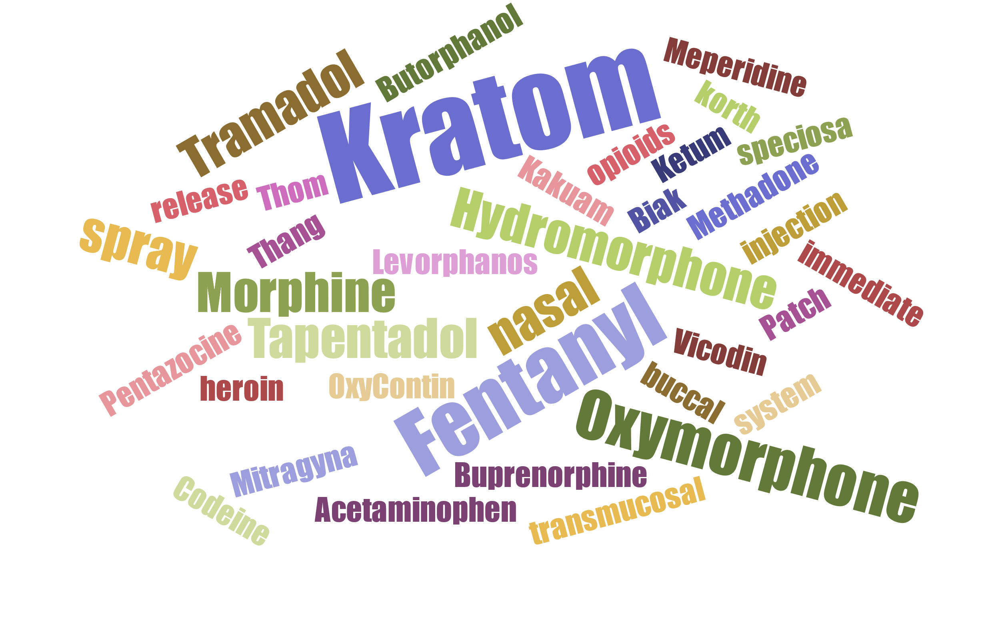 Butorphanol
Tramadol
Kratom
Meperidine
Korth
speciosa
opioids
Ketum
Kakuam
release
Thom
Biak
Methadone
Hydromorphone
injection
spray
Thang
Levorphanos
immediate
Morphine
nasal
Patch
Tapentadol
Fentanyl
Vicodin
Pentazocine
heroin
OxyContin
buccal
system
Oxymorphone
Mitragyna
Buprenorphine
Codeine
Acetaminophen
transmucosal